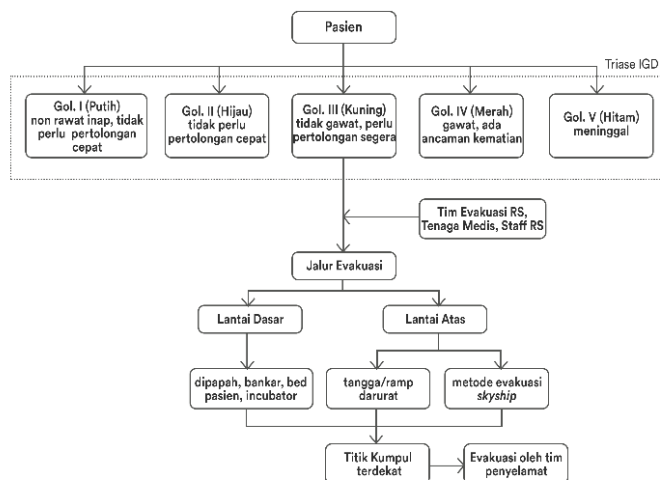 Pasien
Triase IGD
Gol. I (Putih)
non rawat inap, tidak
perlu pertolongan
cepat
Gol. II (Hijau)
tidak perlu
pertolongan cepat
Gol. III (Kuning)
tidak gawat, perlu
pertolongan segera
Gol. IV (Merah)
gawat, ada
ancaman kematian
Gol. V (Hitam)
meninggal
Tim Evakuasi RS,
Tenaga Medis, Staff RS
Jalur Evakuasi
Lantai Dasar
Lantai Atas
dipapah, bankar, bed
pasien, incubator
tangga/ramp
darurat
metode evakuasi
skyship
Titik Kumpul
terdekat
Evakuasi oleh tim
penyelamat